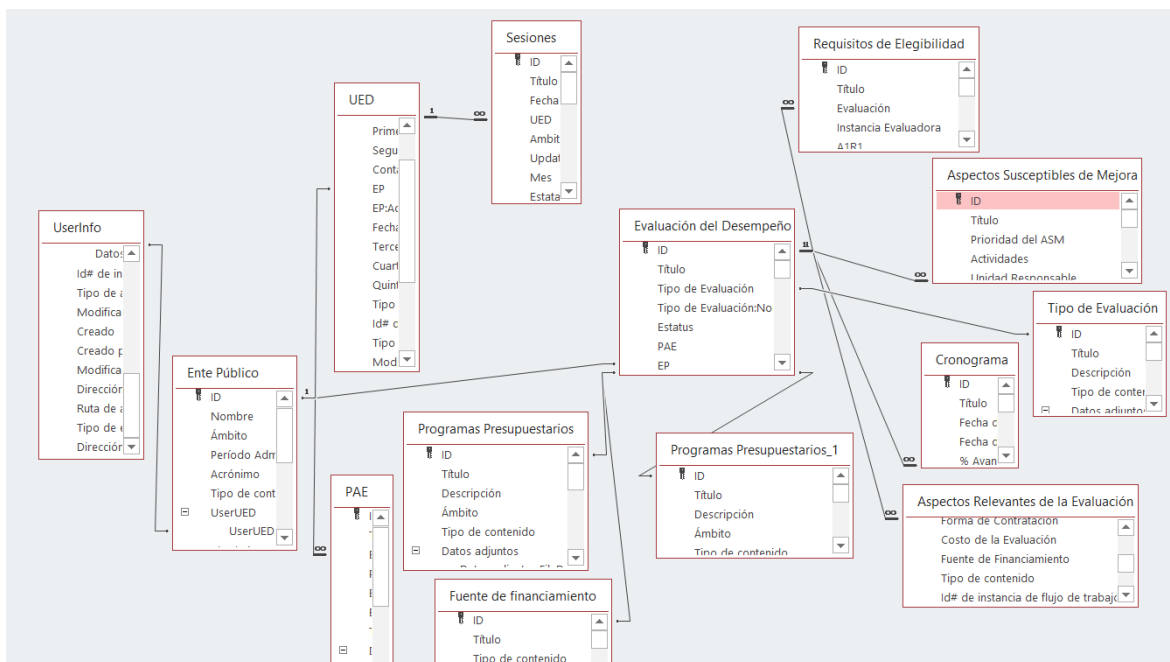 Sesiones
ID
Título
Fecha
UED
Ambit
Updat
Mes
Estata
Requisitos de Elegibilidad
ID
Título
Evaluación
Instancia Evaluadora
A1R1
UED
Prime
Segu
Conta
EP
EP:Ac
Fecha
Terce
Cuart
Quint
Tipo
Id# d
Tipo
Mod
1
∞
∞
Aspectos Susceptibles de Mejora
ID
Título
Prioridad del ASM
Actividades
Unidad Responsable
UserInfo
Datos
Id# de in
Tipo de a
Modifica
Creado
Creado p
Modifica
Dirección
Ruta de a
Tipo de e
Dirección
Evaluación del Desempeño
ID
Título
Tipo de Evaluación
Tipo de Evaluación:No
Estatus
PAE
EP
∞
Tipo de Evaluación
ID
Título
Descripción
Tipo de conter
Datos adjuntos
Ente Público
ID
Nombre
Ámbito
Período Adm
Acrónimo
Tipo de cont
UserUED
UserUED
1
Cronograma
ID
Título
Fecha c
Fecha c
% Avan
∞
Programas Presupuestarios
ID
Título
Descripción
Ámbito
Tipo de contenido
Datos adjuntos
Programas Presupuestarios_1
ID
Título
Descripción
Ámbito
Tipo de contenido
PAE
∞
Aspectos Relevantes de la Evaluación
Forma de Contratación
Costo de la Evaluación
Fuente de Financiamiento
Tipo de contenido
Id# de instancia de flujo de trabajo
∞
Fuente de financiamiento
ID
Título
Tipo de contenido